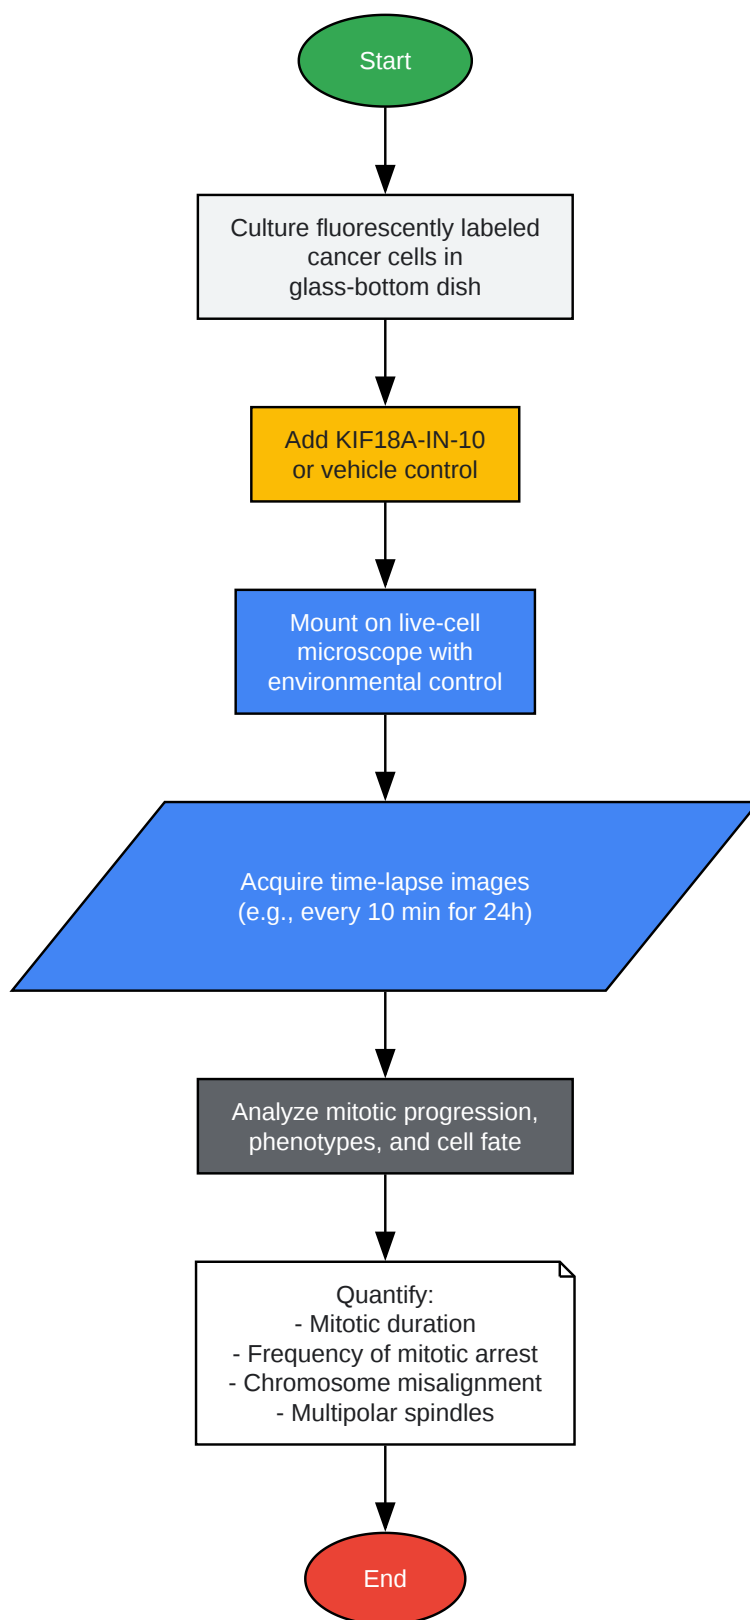 Start
Culture fluorescently labeled
cancer cells in
glass-bottom dish
Add KIF18A-IN-10
or vehicle control
Mount on live-cell
microscope with
environmental control
Acquire time-lapse images
(e.g., every 10 min for 24h)
Analyze mitotic progression,
phenotypes, and cell fate
Quantify:
- Mitotic duration
- Frequency of mitotic arrest
- Chromosome misalignment
- Multipolar spindles
End